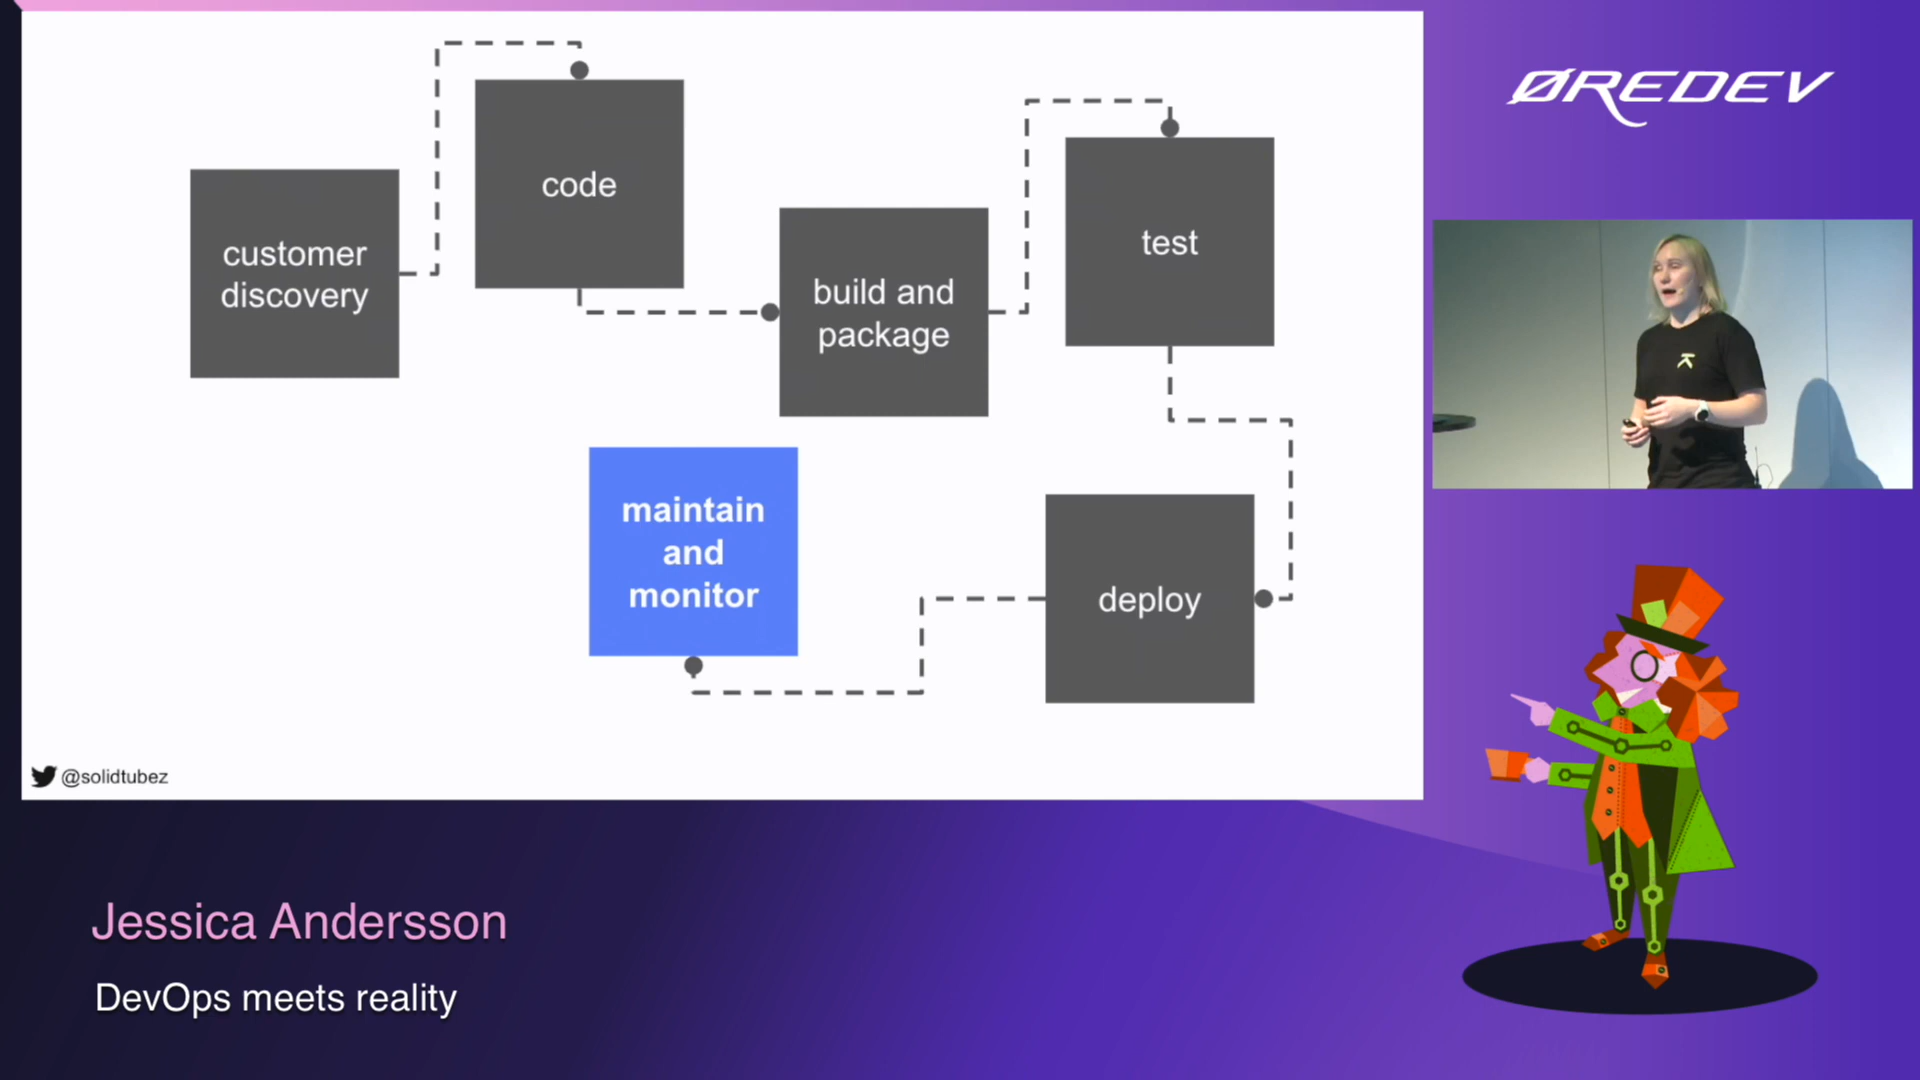 code
customer
discovery
build and
package
test
maintain
and
monitor
deploy
@solidtubez
ØREDEV
Jessica Andersson
DevOps meets reality